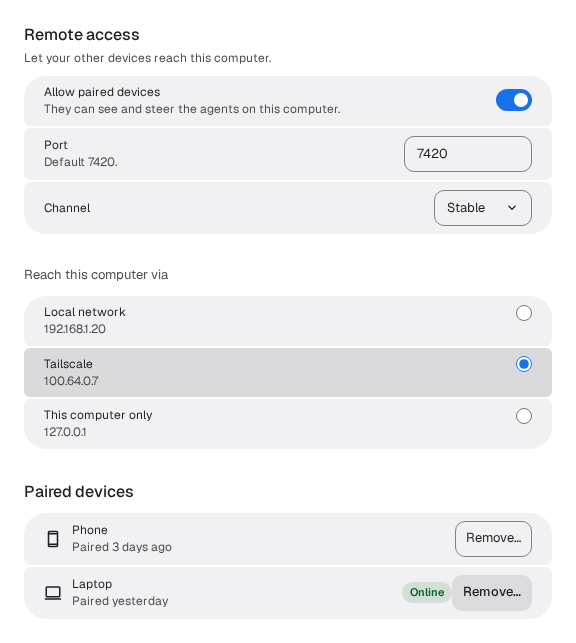 Remote access
Let your other devices reach this computer.
Allow paired devices
They can see and steer the agents on this computer.
Port
Default 7420.
7420
Channel
Stable
Reach this computer via
Local network
192.168.1.20
Tailscale
100.64.0.7
This computer only
127.0.0.1
Paired devices
Phone
Paired 3 days ago
Remove...
Laptop
Paired yesterday
Online
Remove...